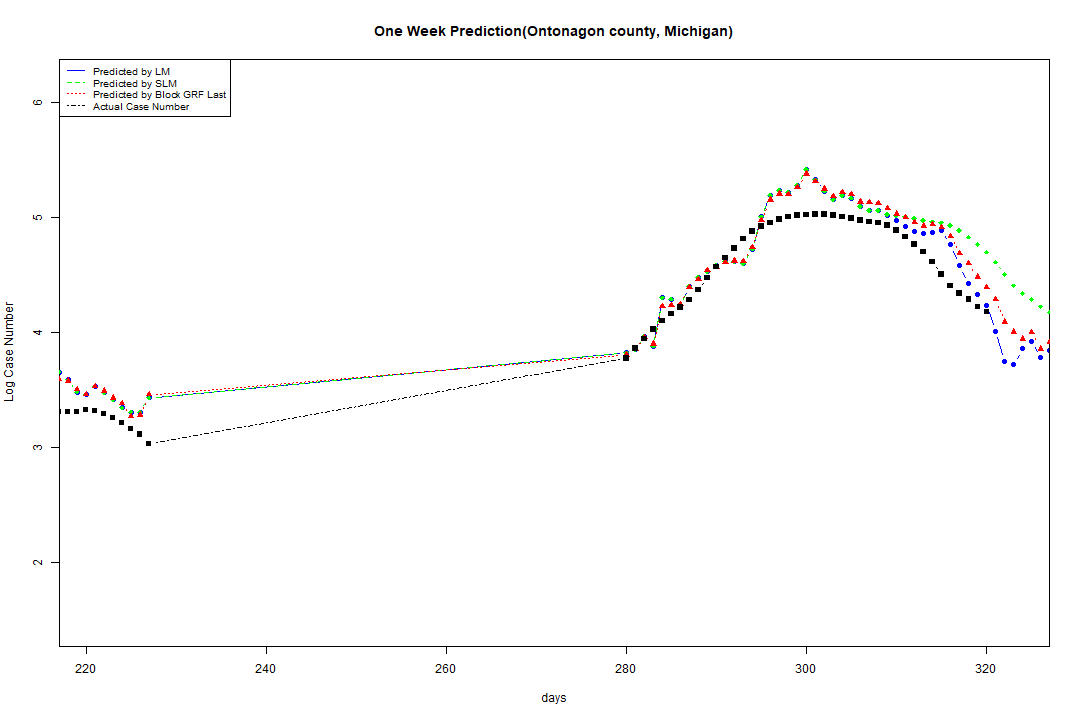 One Week Prediction(Ontonagon county, Michigan)
Predicted by LM
Predicted by SLM
Predicted by Block GRF Last
Actual Case Number
Log Case Number
6
5
4
3
2
220 240 260 280 300 320
days